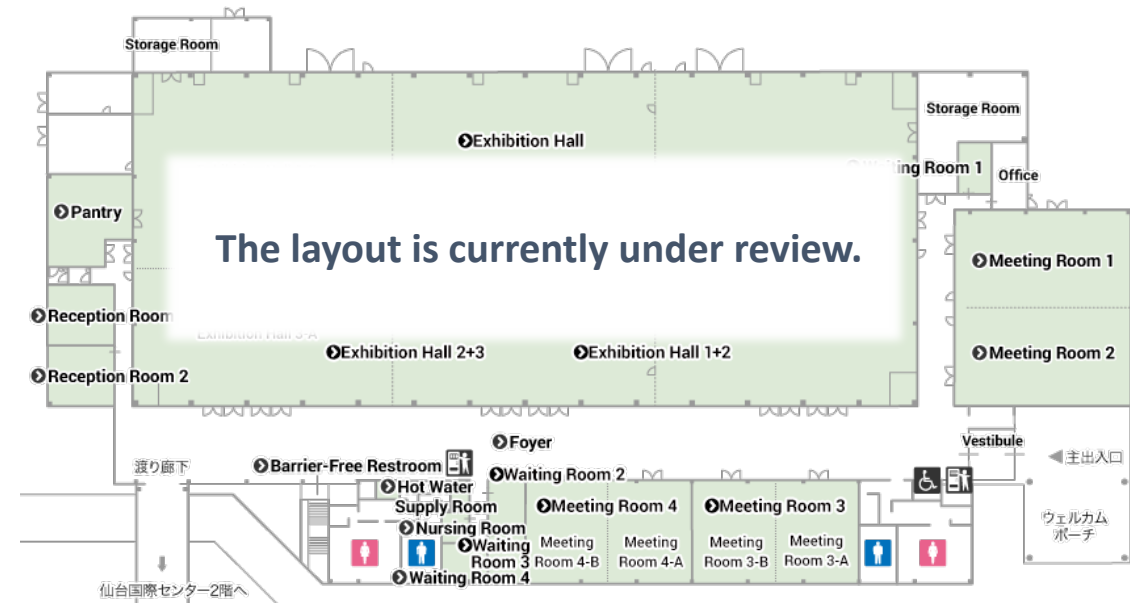 Storage Room
Exhibition Hall
Storage Room
ing Room 1
Office
Pantry
The layout is currently under review.
Meeting Room 1
Reception Room
Exhibition Hall 3-A
Exhibition Hall 2+3
Exhibition Hall 1+2
Meeting Room 2
Reception Room 2
Foyer
Vestibule
渡り廊下
Barrier-Free Restroom
Waiting Room 2
主出入口
Hot Water
Supply Room
Meeting Room 4
Meeting Room 3
ウェルカム
ポーチ
Nursing Room
Waiting
Room 3
Meeting
Room 4-B
Meeting
Room 4-A
Meeting
Room 3-B
Meeting
Room 3-A
Waiting Room 4
仙台国際センター2階へ